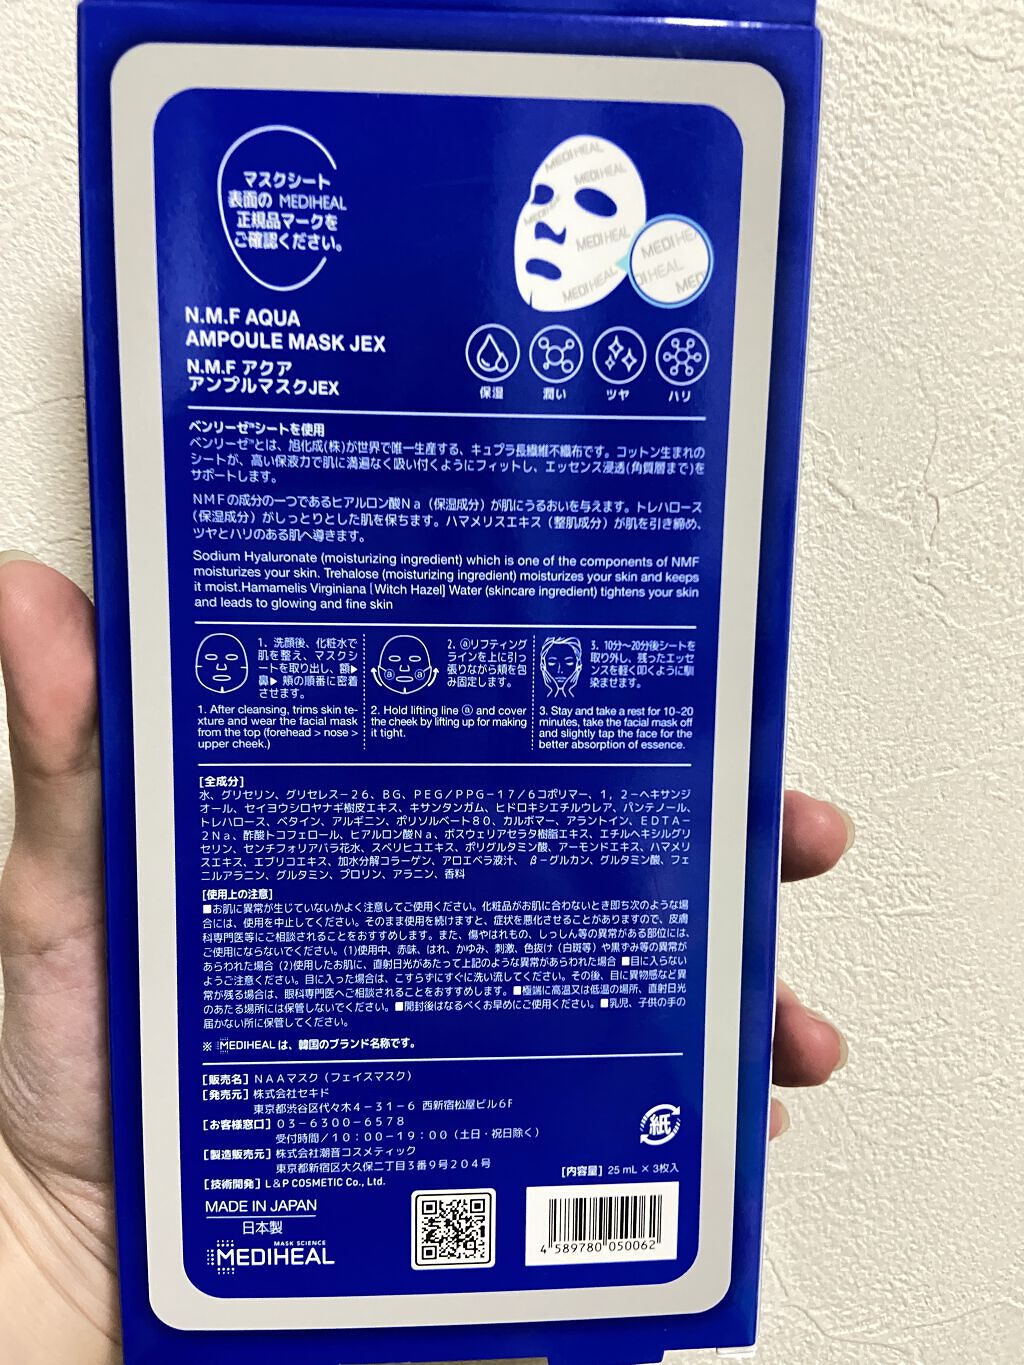 マスクシート
表面の MEDIHEAL
正規品マークを
ご確認ください。
MEDIHEAL
MEDIHEAL
MEDIHEAL
MEDIHEAL
MEDIHEAL
N.M.F AQUA
AMPOULE MASK JEX
N.M.F アクア
アンプルマスクJEX
保湿
潤い
ツヤ
ハリ
ベンリーゼ™シートを使用
ベンリーゼ™とは、旭化成(株)が世界で唯一生産する、キュプラ長繊維不織布です。コットン生まれの
シートが、高い保液力で肌に満遍なく吸い付くようにフィットし、エッセンス浸透(角質層まで)を
サポートします。
NMFの成分の一つであるヒアルロン酸Na（保湿成分）が肌にうるおいを与えます。トレハロース
（保湿成分）がしっとりとした肌を保ちます。ハマメリスエキス（整肌成分）が肌を引き締め、
ツヤとハリのある肌へ導きます。
Sodium Hyaluronate (moisturizing ingredient) which is one of the components of NMF
moisturizes your skin. Trehalose (moisturizing ingredient) moisturizes your skin and keeps
it moist.Hamamelis Virginiana [Witch Hazel] Water (skincare ingredient) tightens your skin
and leads to glowing and fine skin
1. 洗顔後、化粧水で
肌を整え、マスクシ
ートを取り出し、額▶
鼻▶ 頬の順番に密着
させます。
1. After cleansing, trims skin te-
xture and wear the facial mask
from the top (forehead > nose >
upper cheek.)
ⓐ ⓐ
2. ⓐリフティング
ラインを上に引っ
張りながら頬を包
み固定します。
2. Hold lifting line ⓐ and cover
the cheek by lifting up for making
it tight.
3. 10分〜20分後シートを
取り外し、残ったエッセ
ンスを軽く叩くように馴
染ませます。
3. Stay and take a rest for 10~20
minutes, take the facial mask off
and slightly tap the face for the
better absorption of essence.
[全成分]
水、グリセリン、グリセレス−26、BG、PEG/PPG−17/6コポリマー、1，2−ヘキサンジ
オール、セイヨウシロヤナギ樹皮エキス、キサンタンガム、ヒドロキシエチルウレア、パンテノール、
トレハロース、ベタイン、アルギニン、ポリソルベート80、カルボマー、アラントイン、EDTA−
2Na、酢酸トコフェロール、ヒアルロン酸Na、ボスウェリアセラタ樹脂エキス、エチルヘキシルグリ
セリン、センチフォリアバラ花水、スベリヒユエキス、ポリグルタミン酸、アーモンドエキス、ハマメリ
スエキス、エブリコエキス、加水分解コラーゲン、アロエベラ液汁、 β−グルカン、グルタミン酸、フェ
ニルアラニン、グルタミン、プロリン、アラニン、香料
[使用上の注意]
■お肌に異常が生じていないかよく注意してご使用ください。化粧品がお肌に合わないとき即ち次のような場
合には、使用を中止してください。そのまま使用を続けますと、症状を悪化させることがありますので、皮膚
科専門医等にご相談されることをおすすめします。また、傷やはれもの、しっしん等の異常がある部位には、
ご使用にならないでください。(1)使用中、赤味、はれ、かゆみ、刺激、色抜け（白斑等）や黒ずみ等の異常が
あらわれた場合 (2)使用したお肌に、直射日光があたって上記のような異常があらわれた場合 ■目に入らない
ようご注意ください。目に入った場合は、こすらずにすぐに洗い流してください。その後、目に異物感など異
常が残る場合は、眼科専門医へご相談されることをおすすめします。■極端に高温又は低温の場所、直射日光
のあたる場所には保管しないでください。■開封後はなるべくお早めにご使用ください。■乳児、子供の手の
届かない所に保管してください。
※ MEDIHEAL は、韓国のブランド名称です。
[販売名] NAAマスク（フェイスマスク）
[発売元] 株式会社セキド
東京都渋谷区代々木4−31−6 西新宿松屋ビル6F
[お客様窓口] 03−6300−6578
受付時間／10：00−19：00（土日・祝日除く）
[製造販売元] 株式会社潮音コスメティック
東京都新宿区大久保二丁目3番9号204号
[技術開発] L&P COSMETIC Co., Ltd.
紙
[内容量] 25 mL × 3枚入
MADE IN JAPAN
日本製
MASK SCIENCE
MEDIHEAL
4 589780 050062